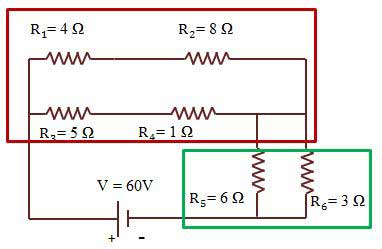 R₁= 4 Ω R₂= 8 Ω
R₃= 5 Ω R₄= 1 Ω
V = 60V
R₅= 6 Ω R₆= 3 Ω
+ -